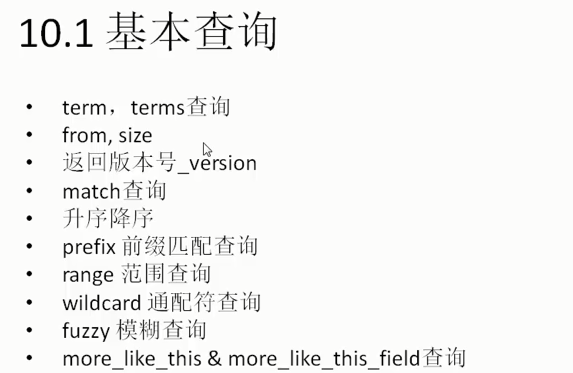 10.1 基本查询
• term，terms查询
• from, size
• 返回版本号_version
• match查询
• 升序降序
• prefix 前缀匹配查询
• range 范围查询
• wildcard 通配符查询
• fuzzy 模糊查询
• more_like_this & more_like_this_field查询